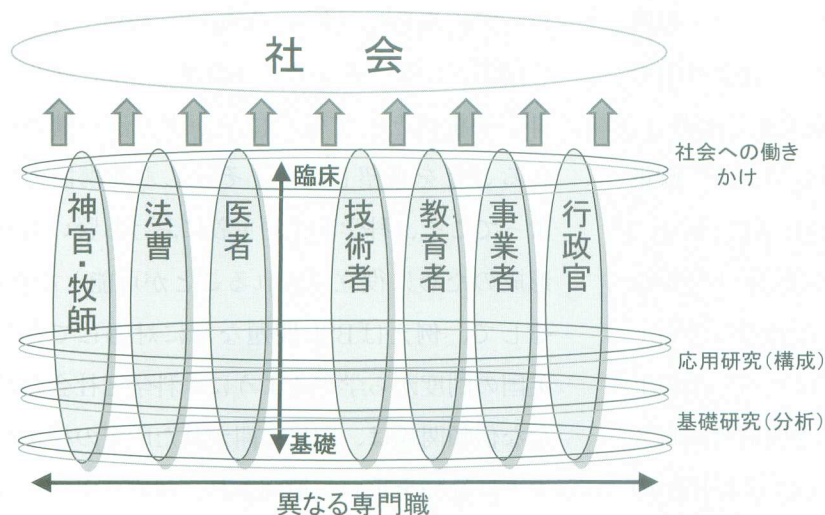 社 会
社会への働き
かけ
臨床
神官・牧師
法曹
医者
技術者
教育者
事業者
行政官
応用研究(構成)
基礎研究(分析)
基礎
異なる専門職